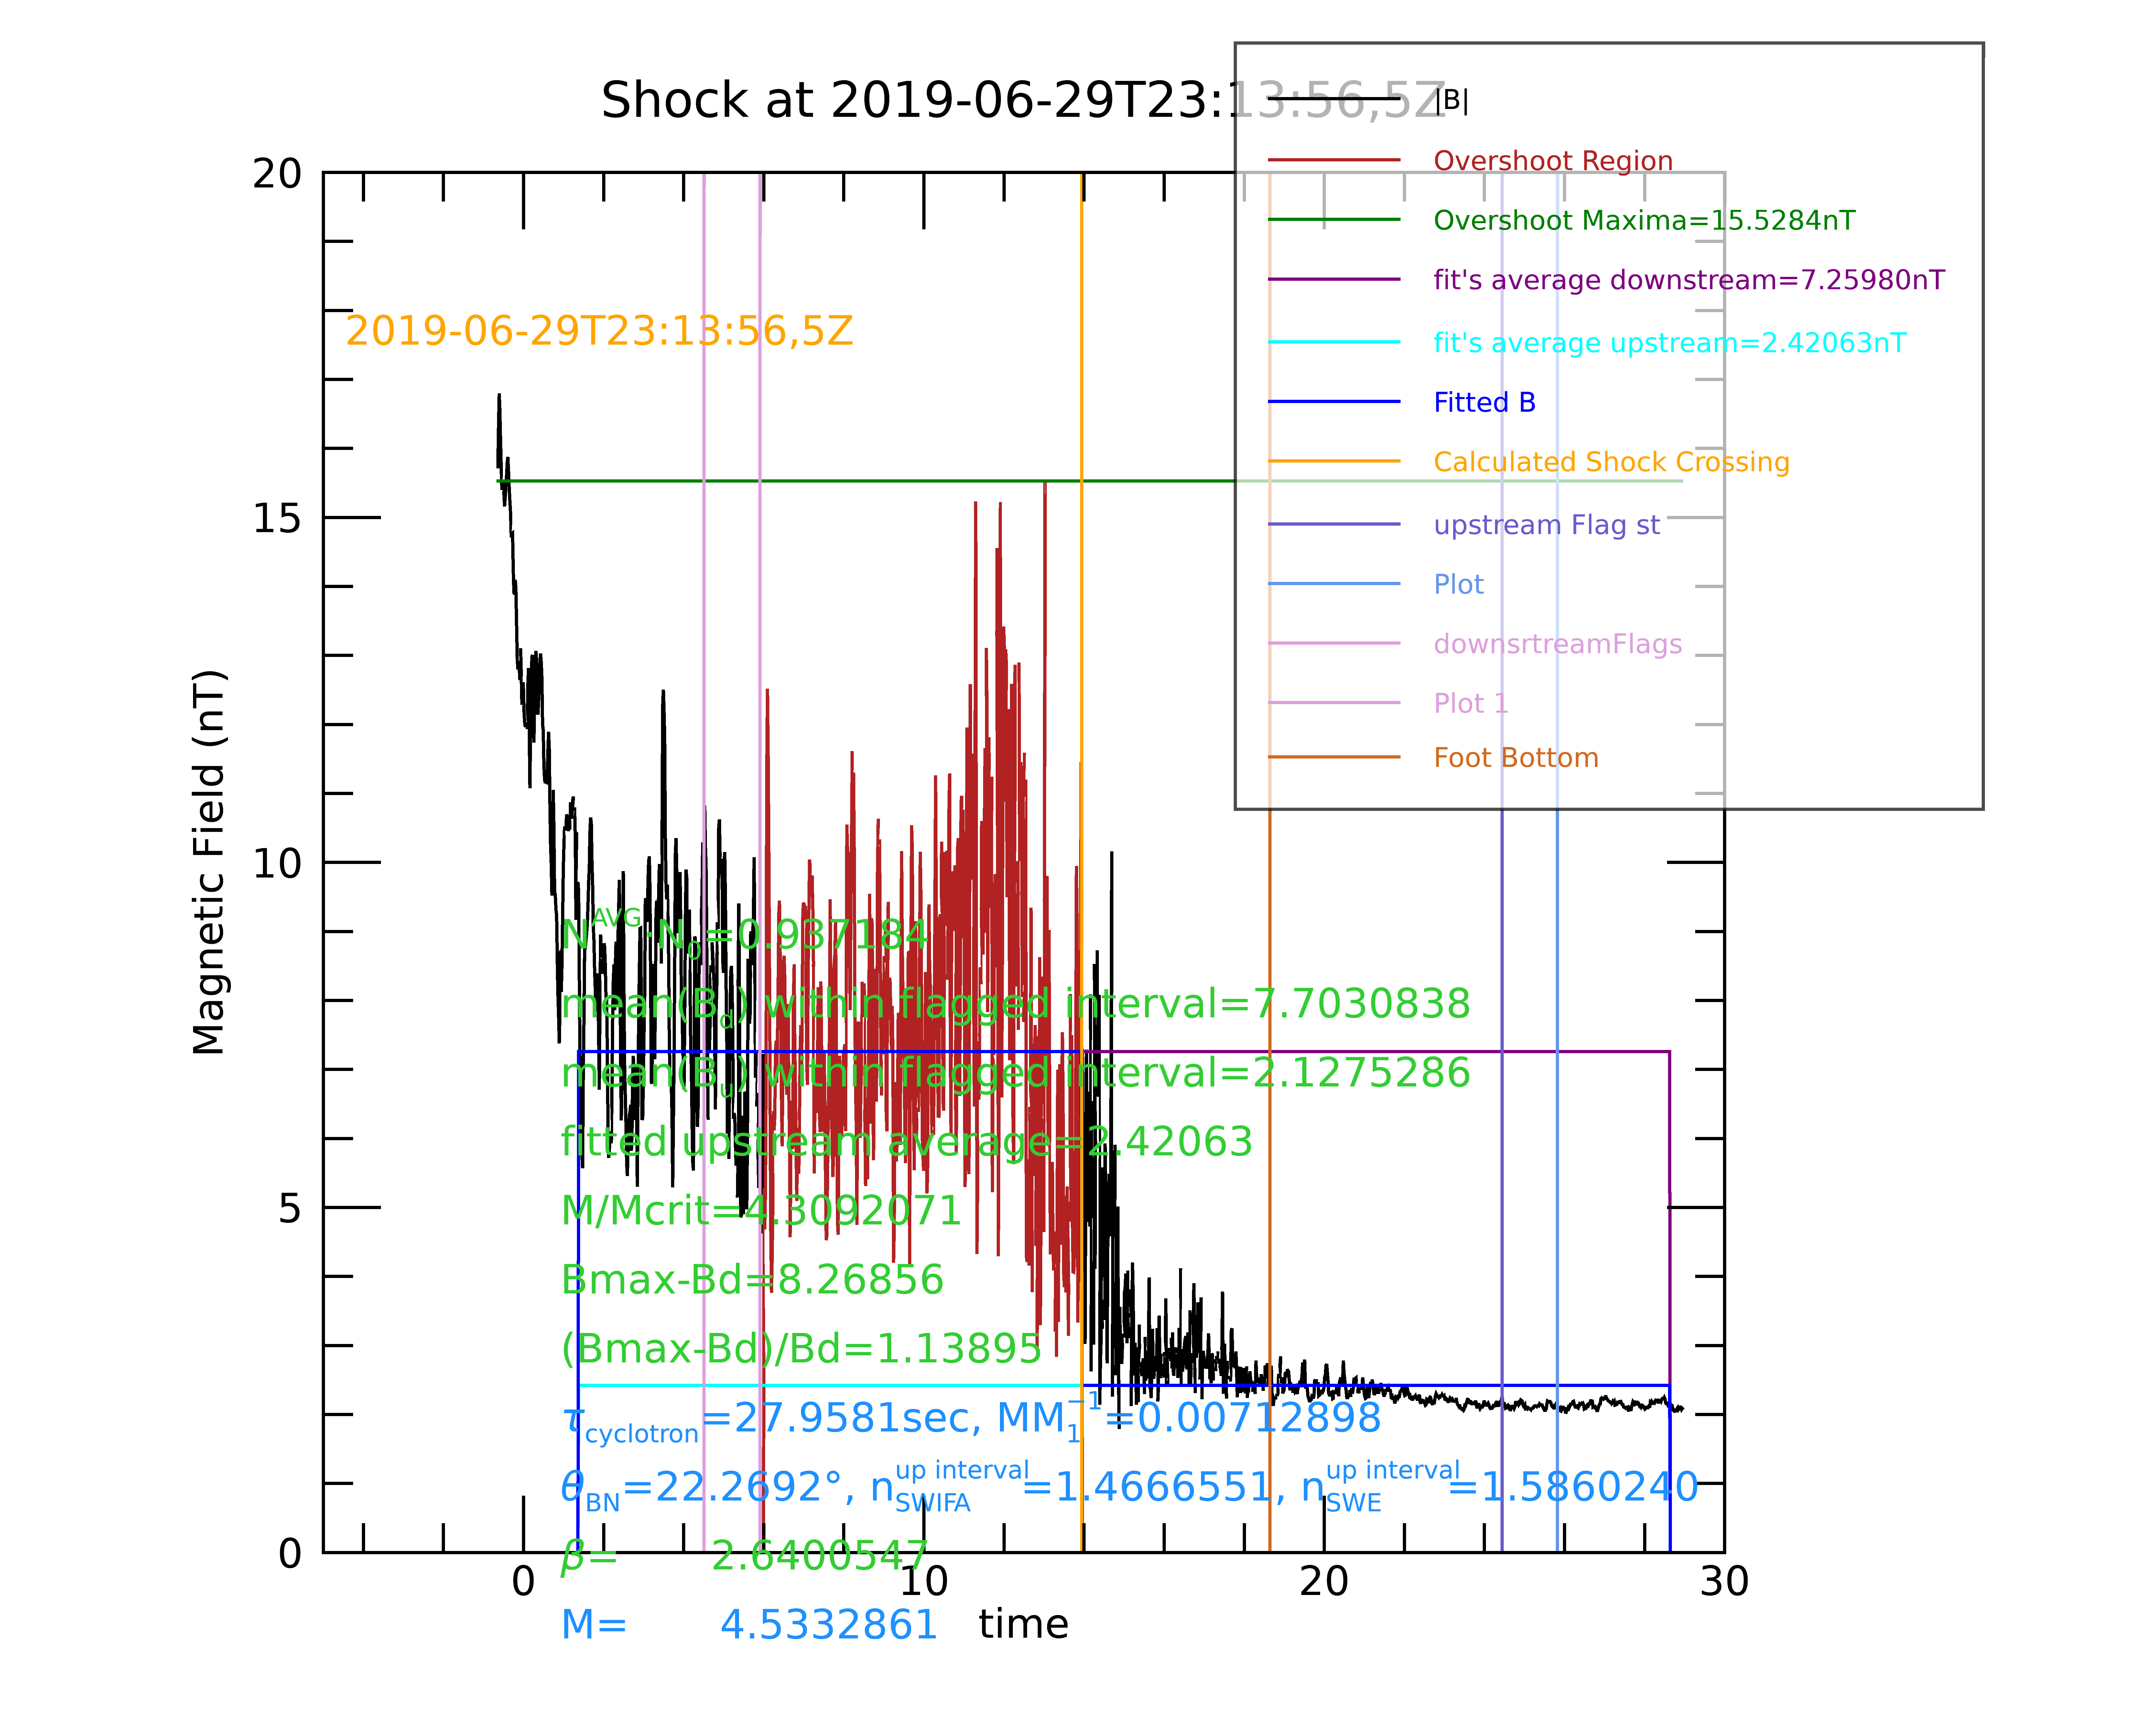 Shock at 2019-06-29T23:13:56,5Z
|B|
Overshoot Region
Overshoot Maxima=15.5284nT
fit's average downstream=7.25980nT
fit's average upstream=2.42063nT
Fitted B
Calculated Shock Crossing
upstream Flag st
Plot
downsrtreamFlags
Plot 1
Foot Bottom
2019-06-29T23:13:56,5Z
Magnetic Field (nT)
20
15
10
5
0
N^AVG·N_0=0.937184
mean(B_d) within flagged interval=7.7030838
mean(B_u) within flagged interval=2.1275286
fitted upstream average=2.42063
M/Mcrit=4.3092071
Bmax-Bd=8.26856
(Bmax-Bd)/Bd=1.13895
τ_cyclotron=27.9581sec, MM_1^−1=0.00712898
θ_BN=22.2692°, n_SWIFA^up interval=1.4666551, n_SWE^up interval=1.5860240
β= 2.6400547
0 10 20 30
M= 4.5332861
time